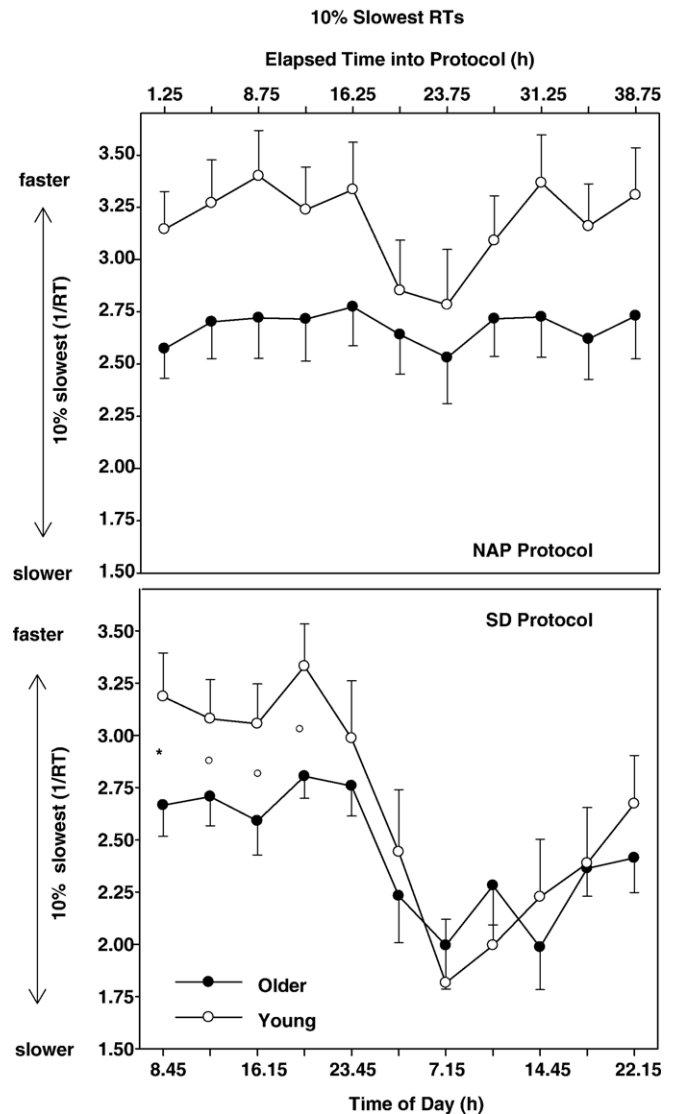 10% Slowest RTs
Elapsed Time into Protocol (h)
1.25 8.75 16.25 23.75 31.25 38.75
faster
10% slowest (1/RT)
slower
3.50
3.25
3.00
2.75
2.50
2.25
2.00
1.75
1.50
NAP Protocol
faster
10% slowest (1/RT)
slower
3.50
3.25
3.00
2.75
2.50
2.25
2.00
1.75
1.50
SD Protocol
*
Older
Young
8.45 16.15 23.45 7.15 14.45 22.15
Time of Day (h)